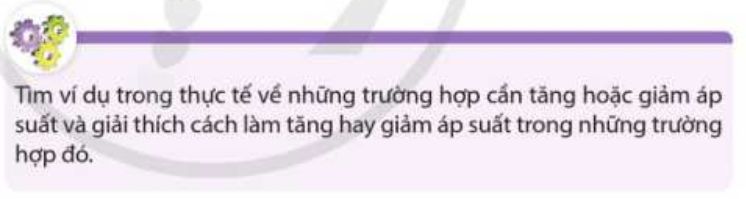 Tìm ví dụ trong thực tế về những trường hợp cần tăng hoặc giảm áp
suất và giải thích cách làm tăng hay giảm áp suất trong những trường
hợp đó.